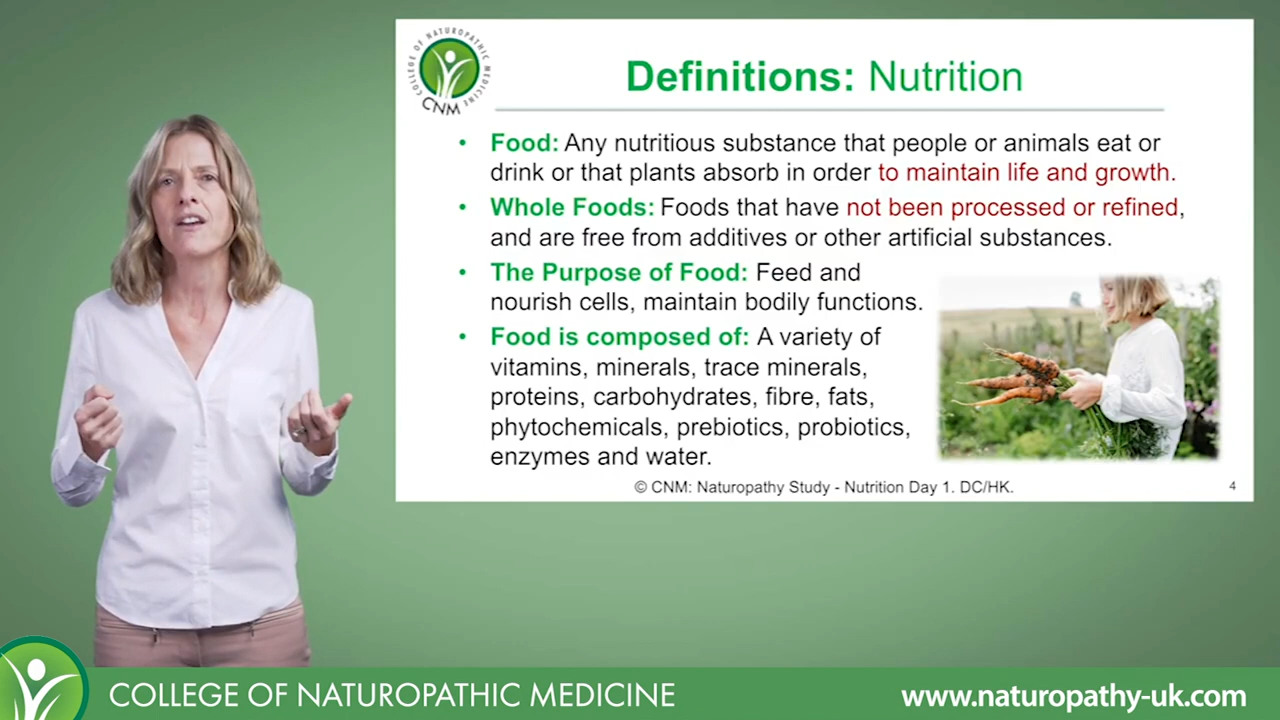 COLLEGE OF NATUROPATHIC MEDICINE
CNM
Definitions: Nutrition
• Food: Any nutritious substance that people or animals eat or
drink or that plants absorb in order to maintain life and growth.
• Whole Foods: Foods that have not been processed or refined,
and are free from additives or other artificial substances.
• The Purpose of Food: Feed and
nourish cells, maintain bodily functions.
• Food is composed of: A variety of
vitamins, minerals, trace minerals,
proteins, carbohydrates, fibre, fats,
phytochemicals, prebiotics, probiotics,
enzymes and water.
© CNM: Naturopathy Study - Nutrition Day 1. DC/HK.
4
COLLEGE OF NATUROPATHIC MEDICINE
www.naturopathy-uk.com